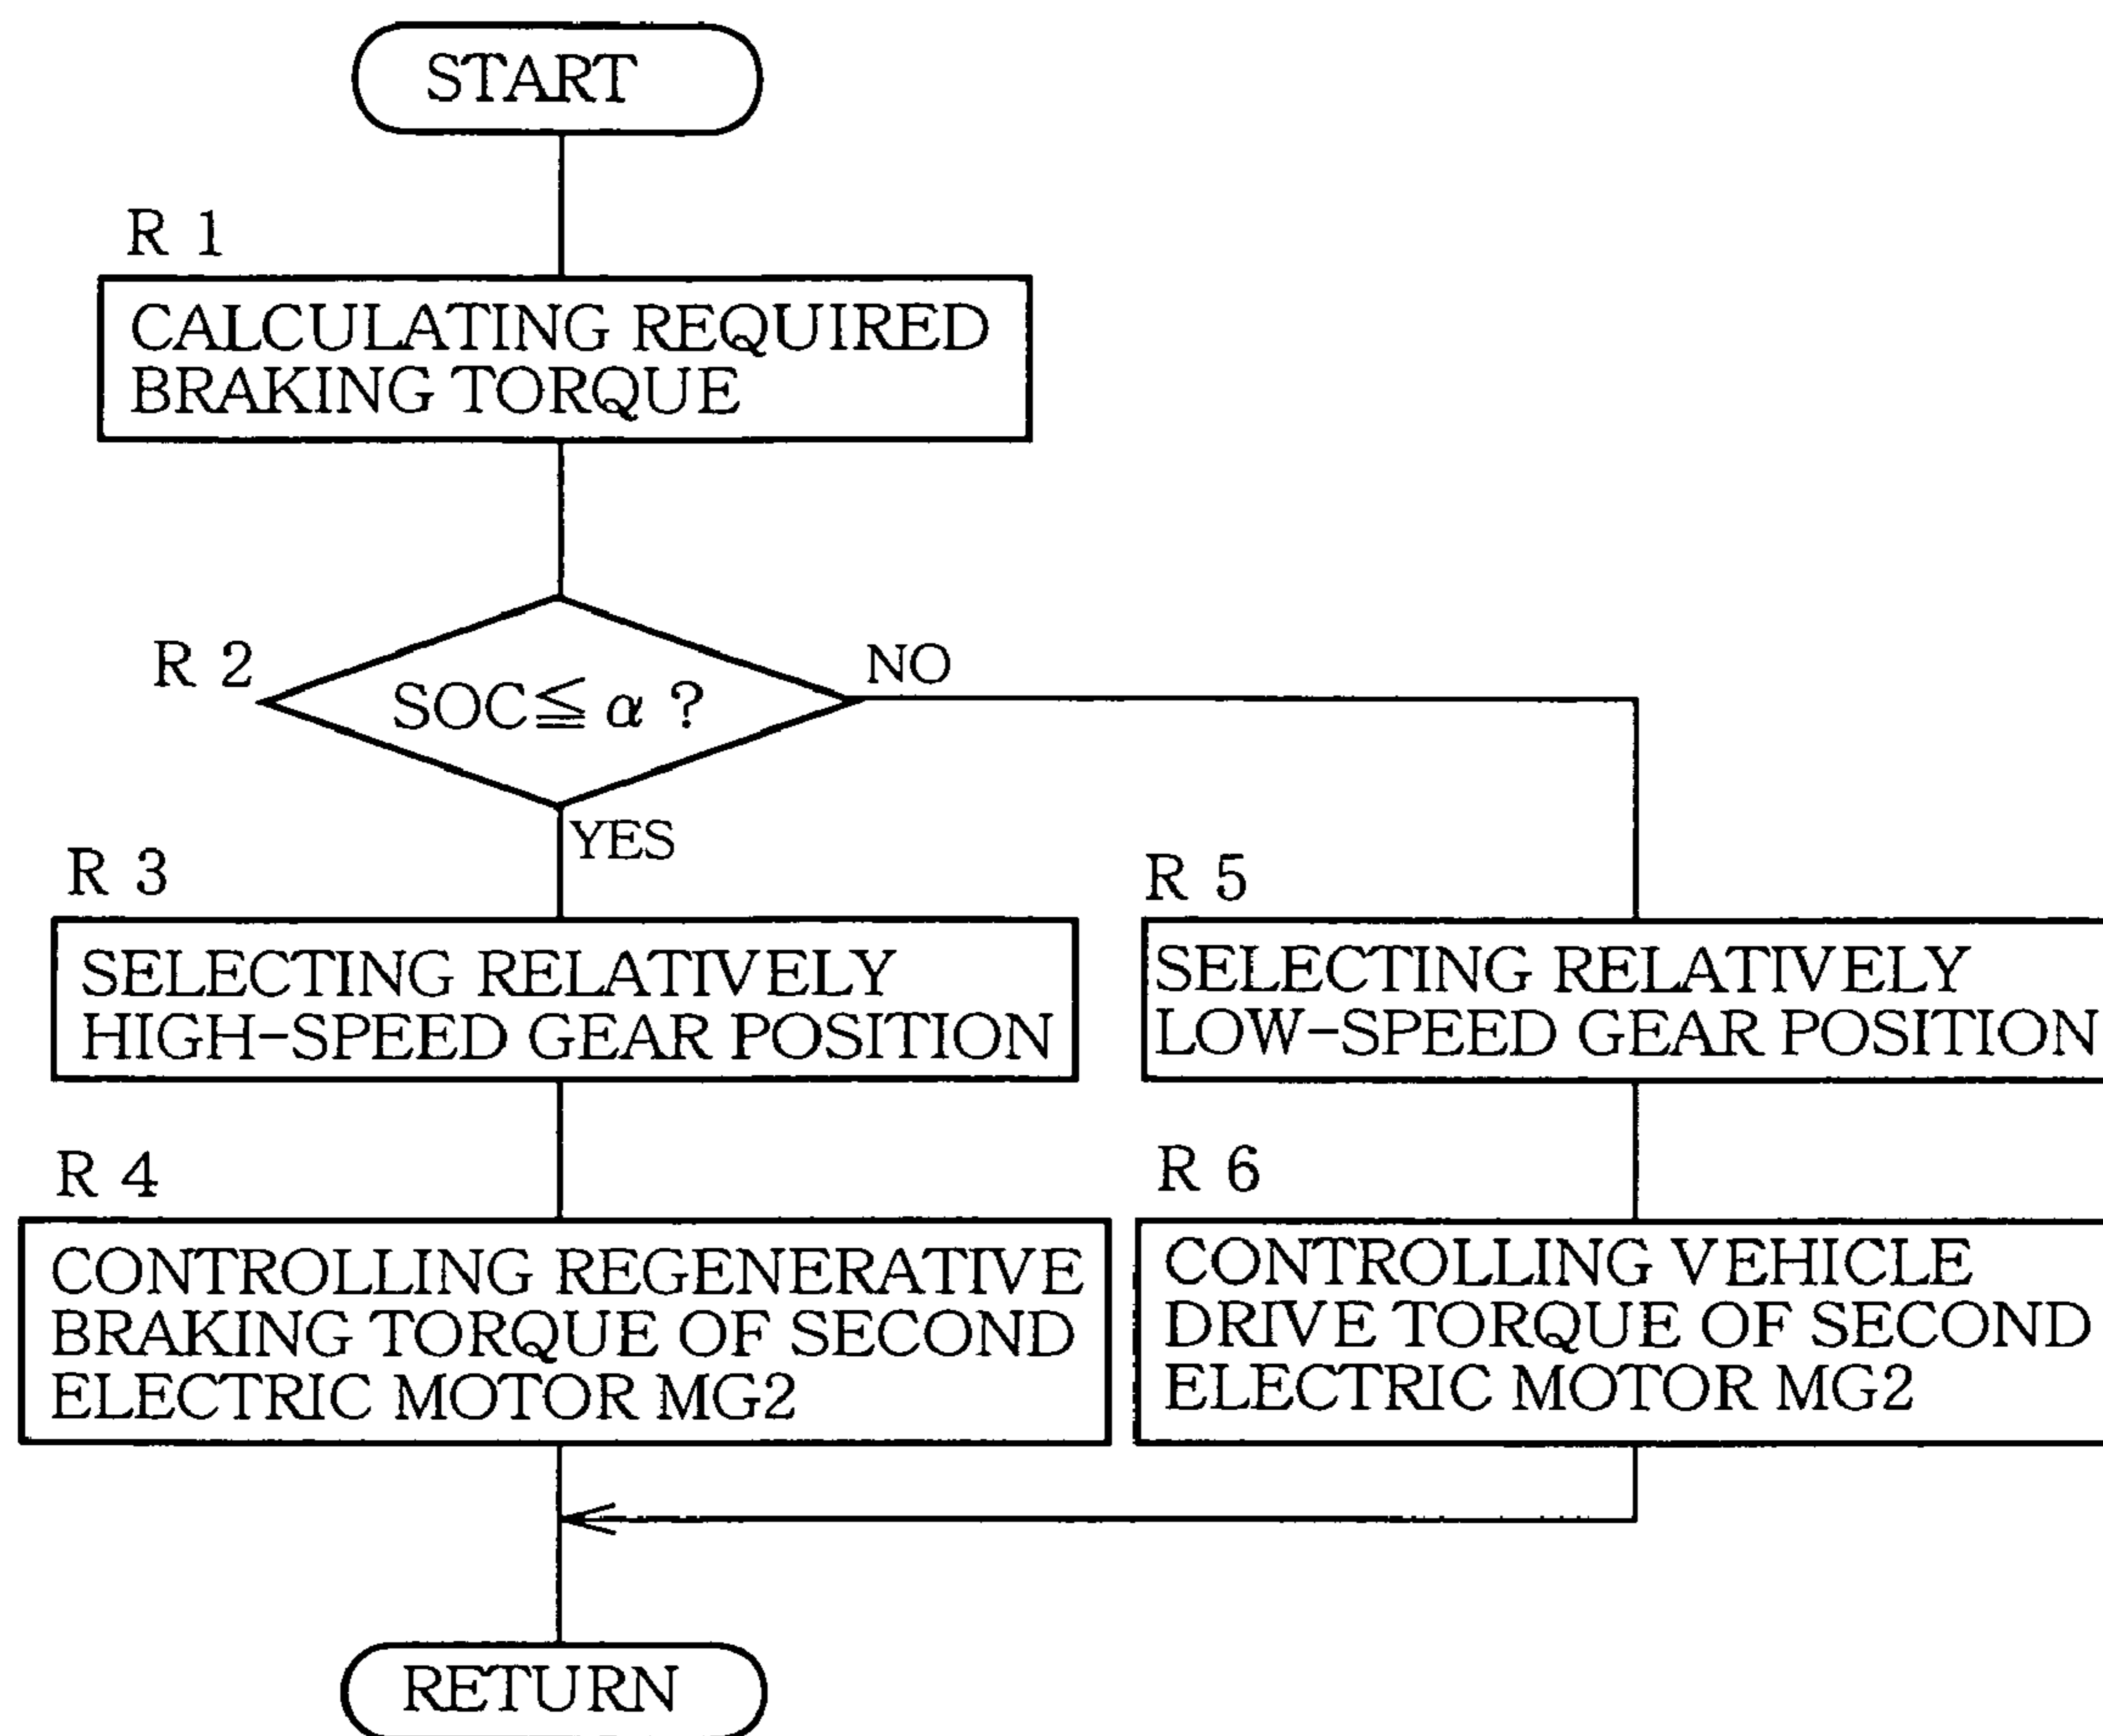 START
R 1
CALCULATING REQUIRED
BRAKING TORQUE
R 2
SOC≦α ?
NO
YES
R 3
SELECTING RELATIVELY
HIGH-SPEED GEAR POSITION
R 5
SELECTING RELATIVELY
LOW-SPEED GEAR POSITION
R 4
CONTROLLING REGENERATIVE
BRAKING TORQUE OF SECOND
ELECTRIC MOTOR MG2
R 6
CONTROLLING VEHICLE
DRIVE TORQUE OF SECOND
ELECTRIC MOTOR MG2
RETURN